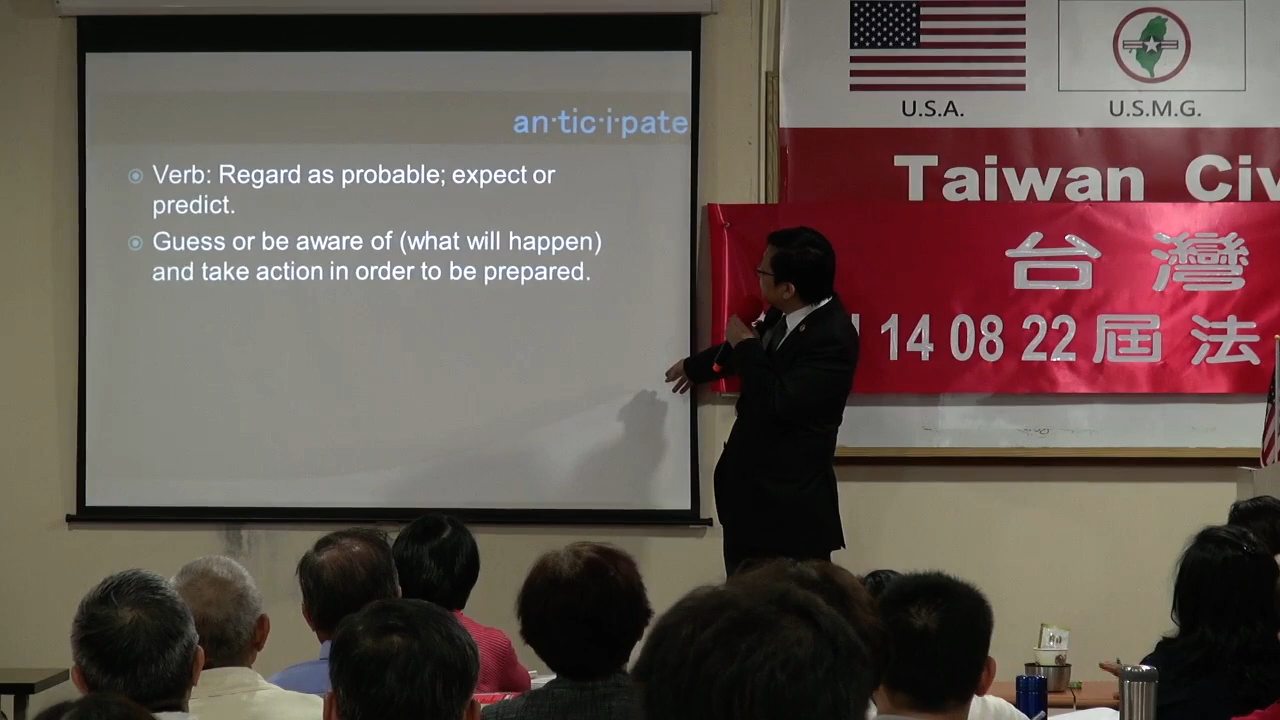 an·tic·i·pate
Verb: Regard as probable; expect or
predict.
Guess or be aware of (what will happen)
and take action in order to be prepared.
U.S.A.
U.S.M.G.
Taiwan Civ
台灣
14 08 22 屆 法